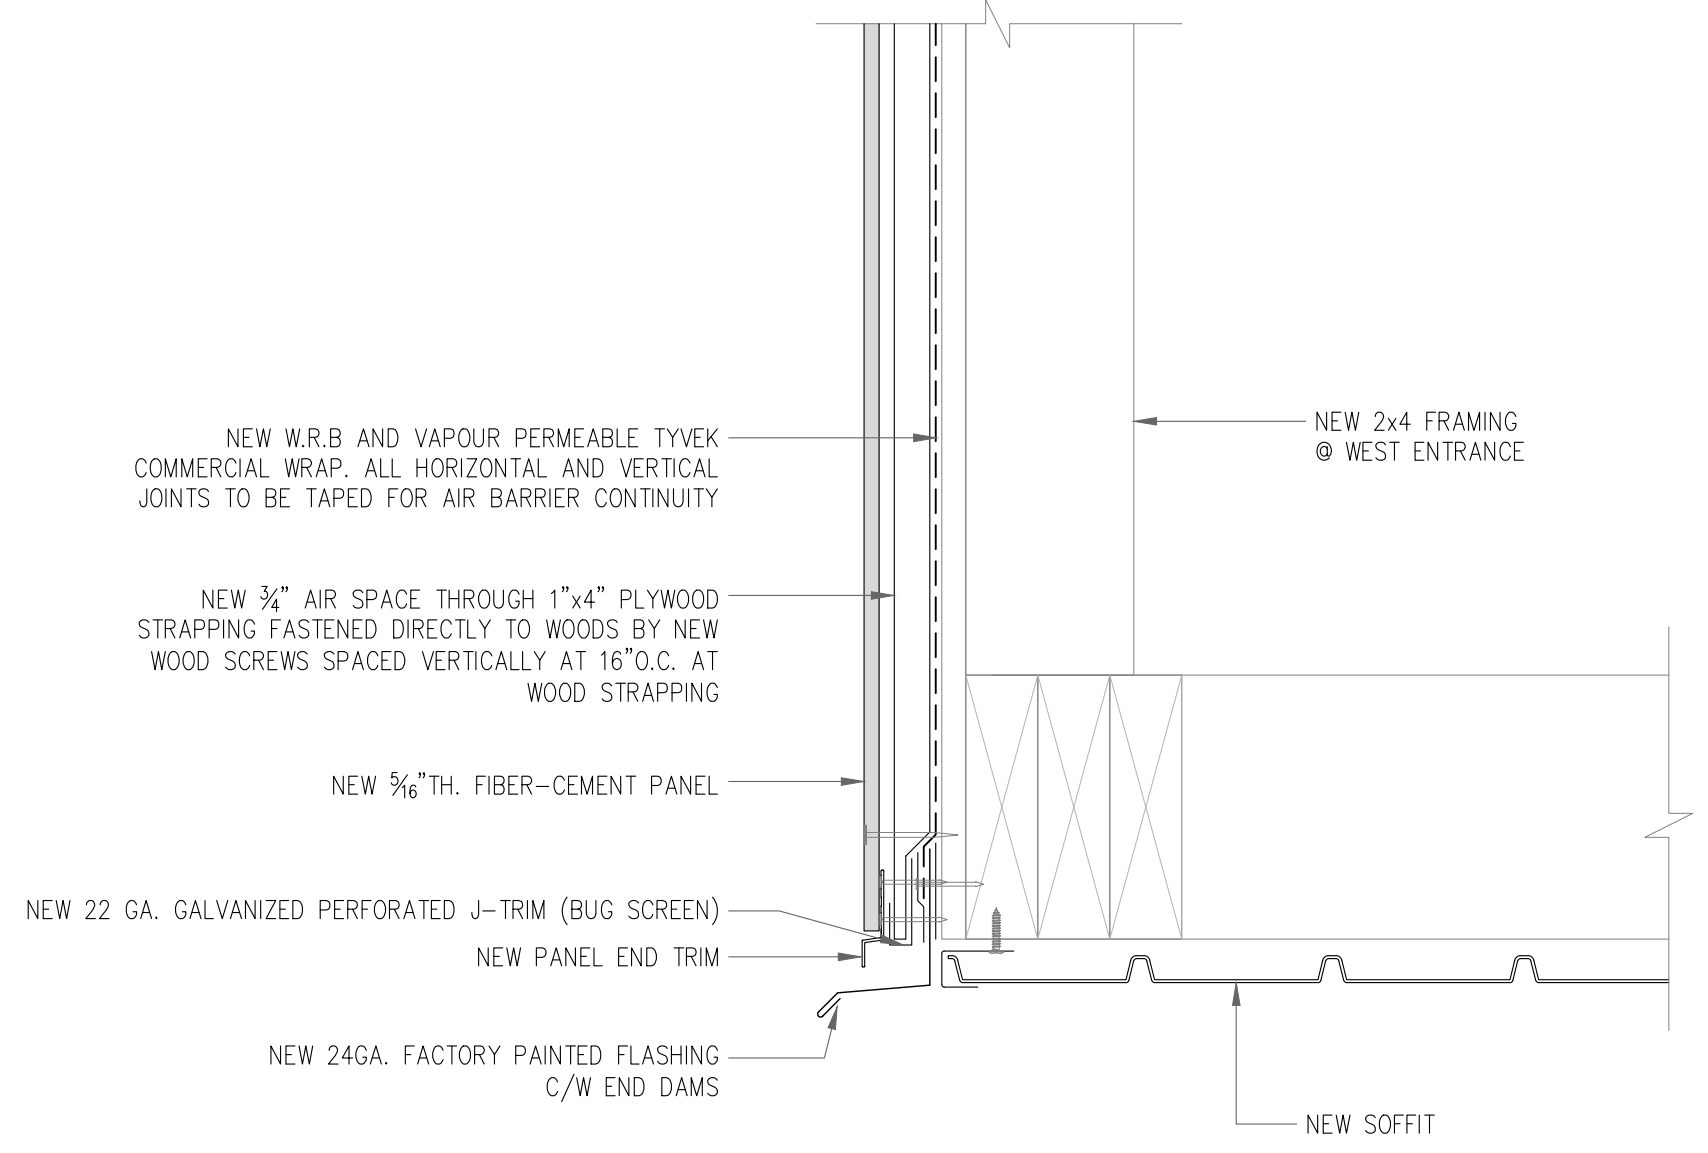 NEW W.R.B AND VAPOUR PERMEABLE TYVEK
COMMERCIAL WRAP. ALL HORIZONTAL AND VERTICAL
JOINTS TO BE TAPED FOR AIR BARRIER CONTINUITY
NEW 2x4 FRAMING
@ WEST ENTRANCE
NEW ¾" AIR SPACE THROUGH 1"x4" PLYWOOD
STRAPPING FASTENED DIRECTLY TO WOODS BY NEW
WOOD SCREWS SPACED VERTICALLY AT 16"O.C. AT
WOOD STRAPPING
NEW 5/16"TH. FIBER-CEMENT PANEL
NEW 22 GA. GALVANIZED PERFORATED J-TRIM (BUG SCREEN)
NEW PANEL END TRIM
NEW 24GA. FACTORY PAINTED FLASHING
C/W END DAMS
NEW SOFFIT